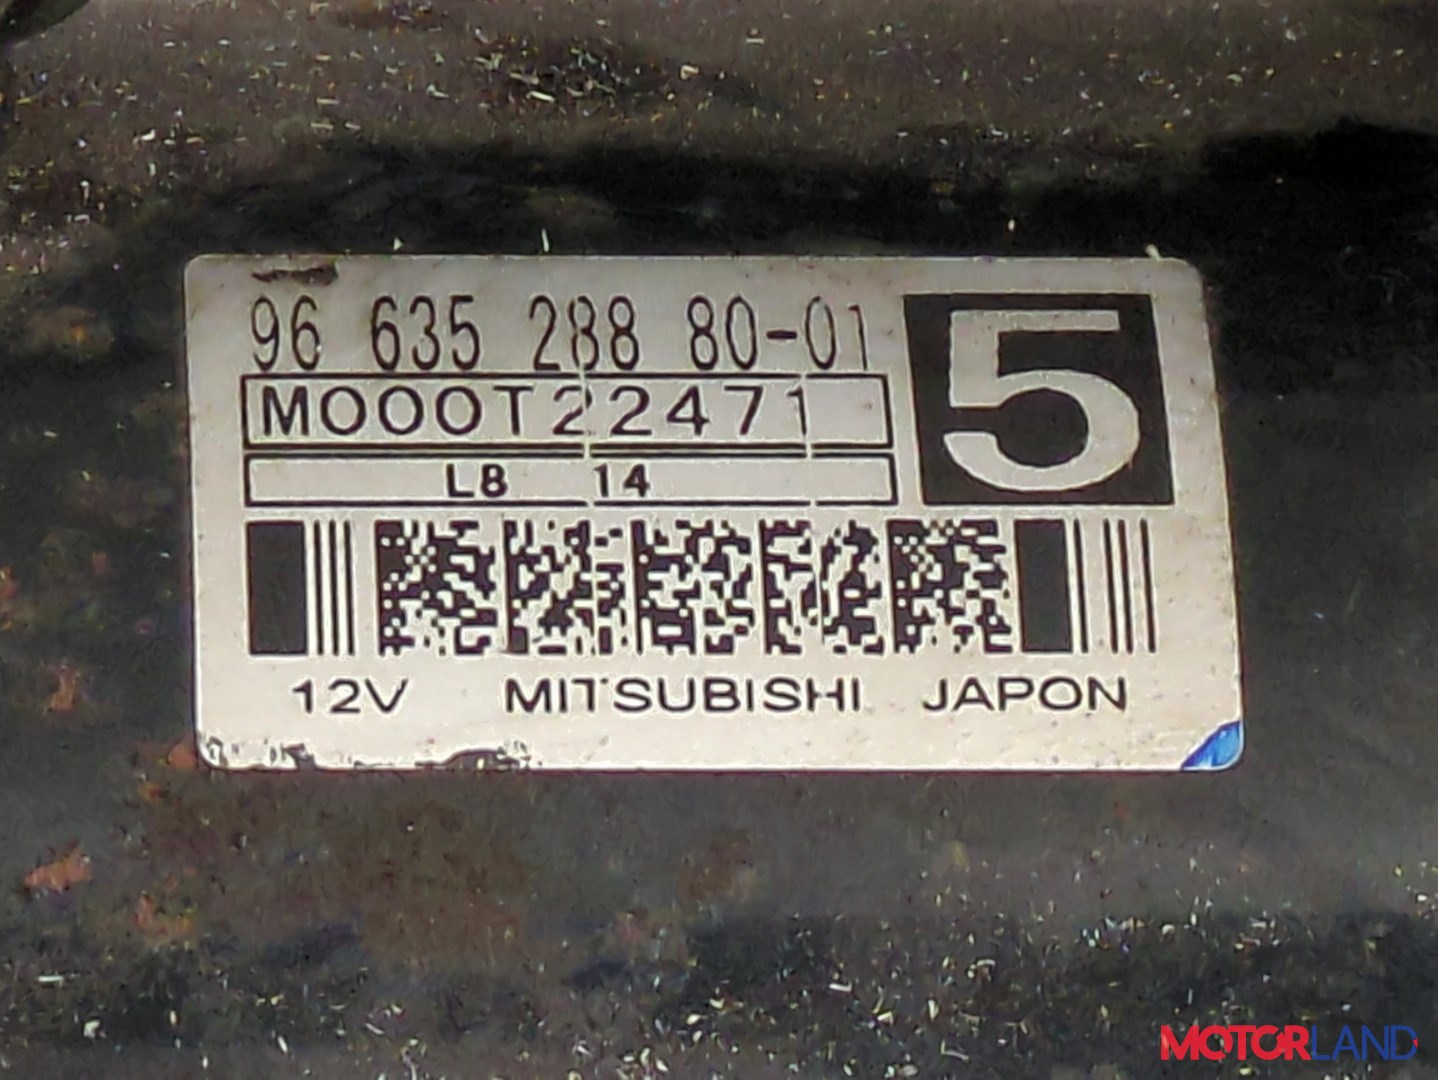 96 635 288 80-01
5
M000T22471
L8 14
12V MITSUBISHI JAPON
MOTORLAND